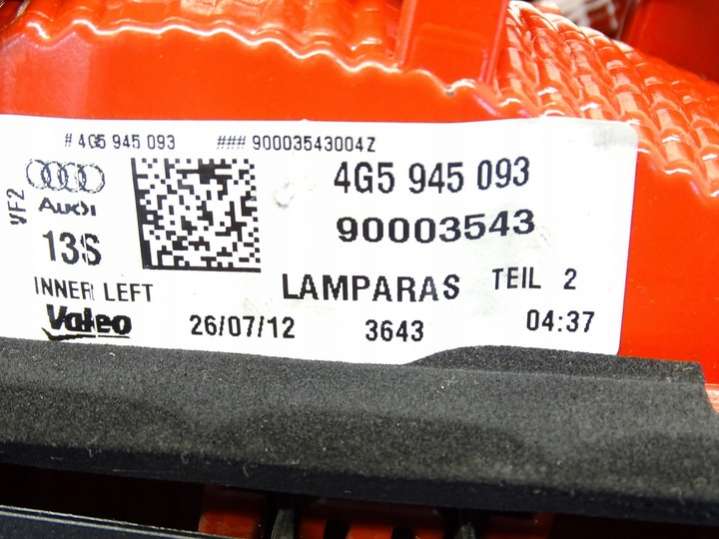 # 4G5 945 093 ### 90003543004Z
VF2
Audi
13S
4G5 945 093
90003543
INNER LEFT
LAMPARAS TEIL 2
Valeo
26/07/12 3643 04:37